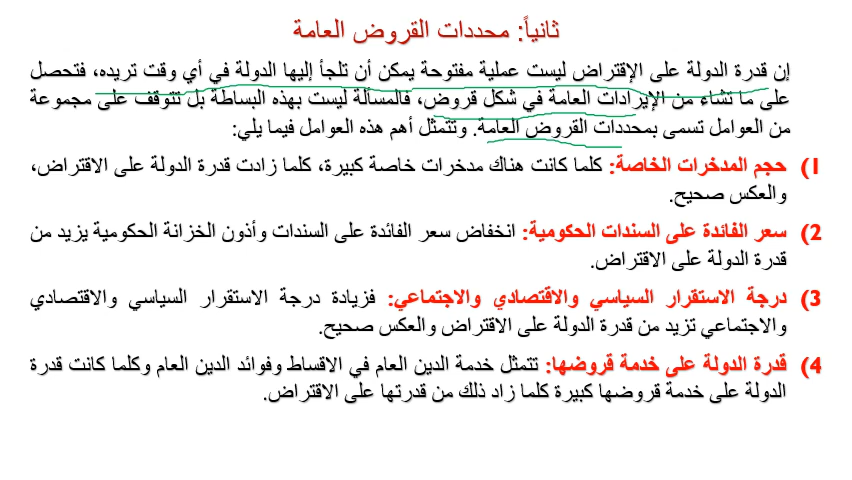 ثانياً: محددات القروض العامة
إن قدرة الدولة على الإقتراض ليست عملية مفتوحة يمكن أن تلجأ إليها الدولة في أي وقت تريده، فتحصل
على ما تشاء من الإيرادات العامة في شكل قروض، فالمسألة ليست بهذه البساطة بل تتوقف على مجموعة
من العوامل تسمى بمحددات القروض العامة. وتتمثل أهم هذه العوامل فيما يلي:
1) حجم المدخرات الخاصة: كلما كانت هناك مدخرات خاصة كبيرة، كلما زادت قدرة الدولة على الاقتراض،
والعكس صحيح.
2) سعر الفائدة على السندات الحكومية: انخفاض سعر الفائدة على السندات وأذون الخزانة الحكومية يزيد من
قدرة الدولة على الاقتراض.
3) درجة الاستقرار السياسي والاقتصادي والاجتماعي: فزيادة درجة الاستقرار السياسي والاقتصادي
والاجتماعي تزيد من قدرة الدولة على الاقتراض والعكس صحيح.
4) قدرة الدولة على خدمة قروضها: تتمثل خدمة الدين العام في الاقساط وفوائد الدين العام وكلما كانت قدرة
الدولة على خدمة قروضها كبيرة كلما زاد ذلك من قدرتها على الاقتراض.